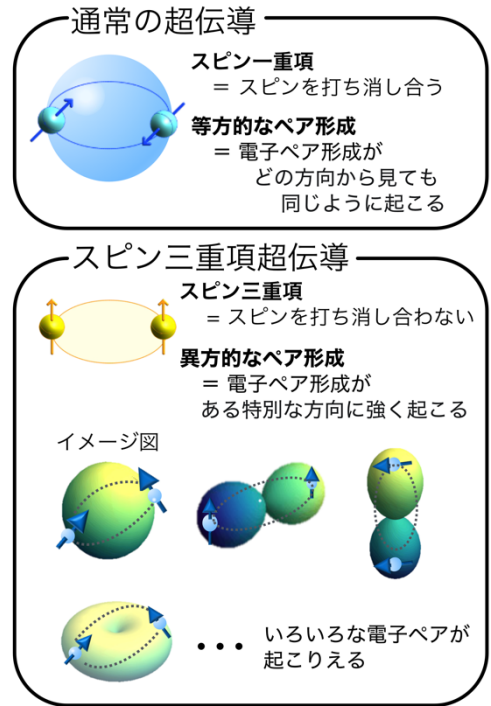 通常の超伝導
スピン一重項
＝ スピンを打ち消し合う
等方的なペア形成
＝ 電子ペア形成が
どの方向から見ても
同じように起こる
スピン三重項超伝導
スピン三重項
＝ スピンを打ち消し合わない
異方的なペア形成
＝ 電子ペア形成が
ある特別な方向に強く起こる
イメージ図
・・・ いろいろな電子ペアが
起こりえる